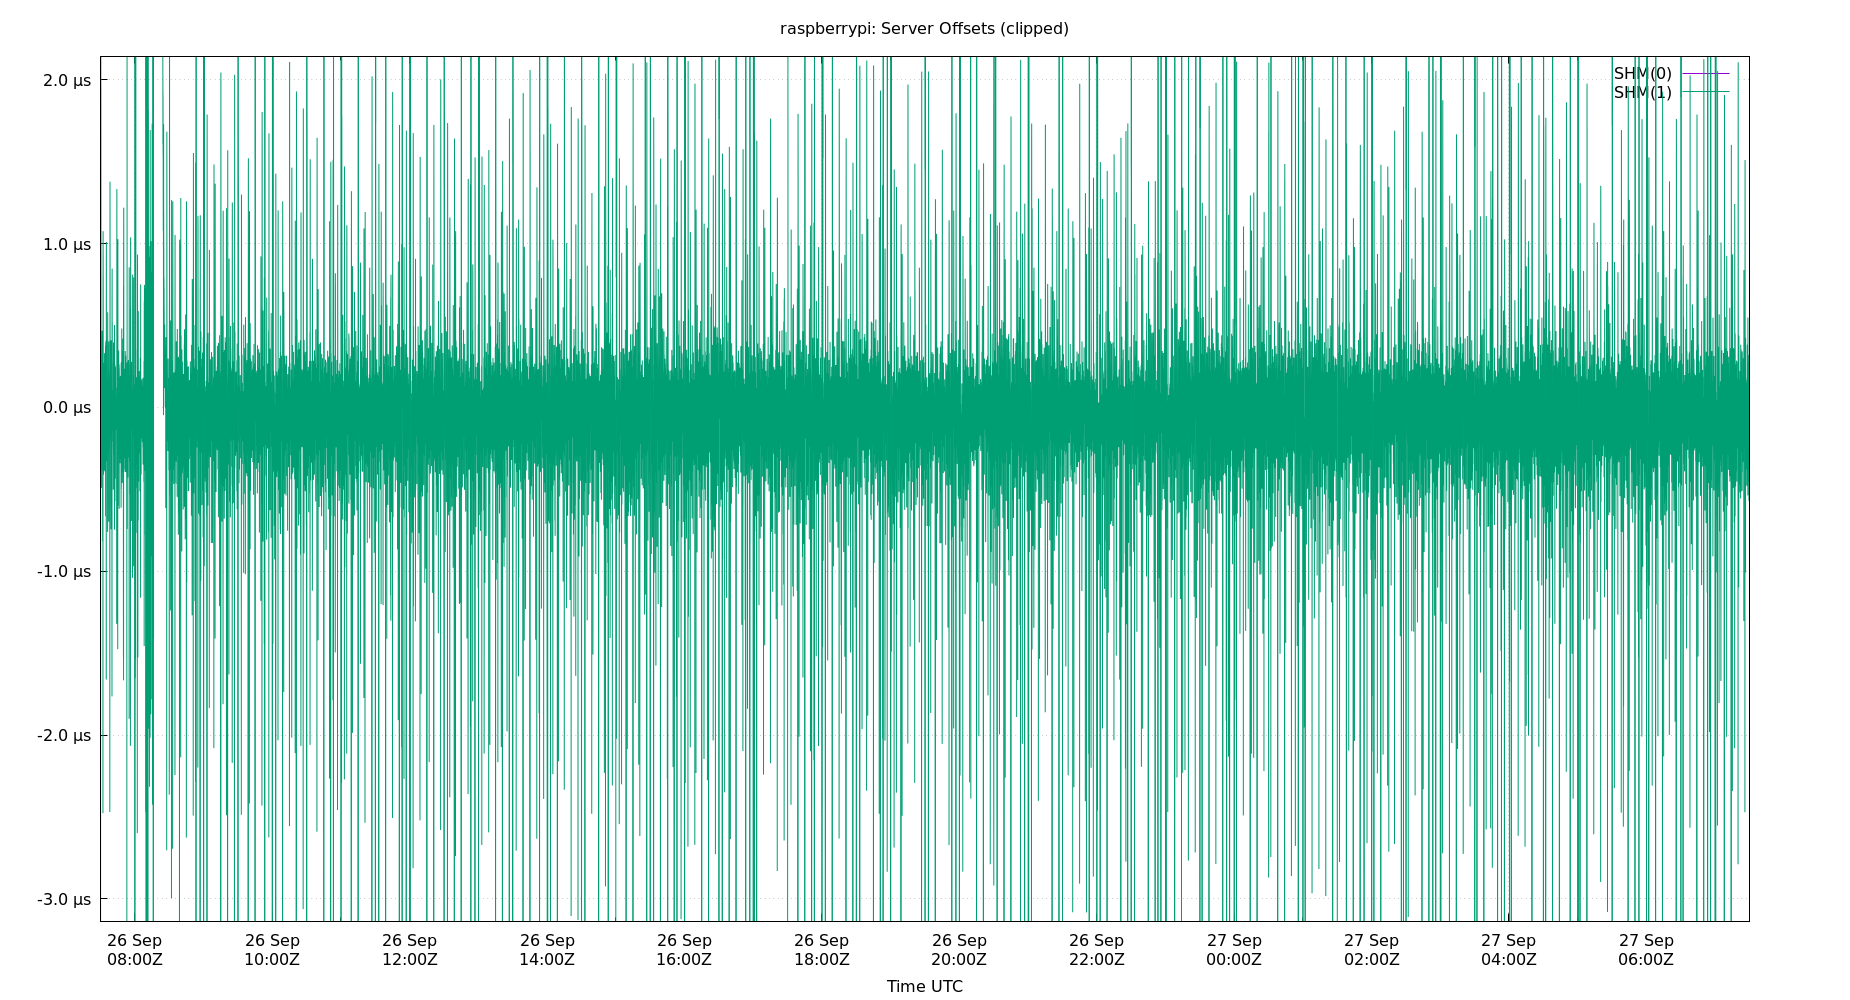 raspberrypi: Server Offsets (clipped)
2.0 µs
1.0 µs
0.0 µs
-1.0 µs
-2.0 µs
-3.0 µs
SHM(0)
SHM(1)
26 Sep 26 Sep 26 Sep 26 Sep 26 Sep 26 Sep 26 Sep 26 Sep 27 Sep 27 Sep 27 Sep 27 Sep
08:00Z 10:00Z 12:00Z 14:00Z 16:00Z 18:00Z 20:00Z 22:00Z 00:00Z 02:00Z 04:00Z 06:00Z
Time UTC